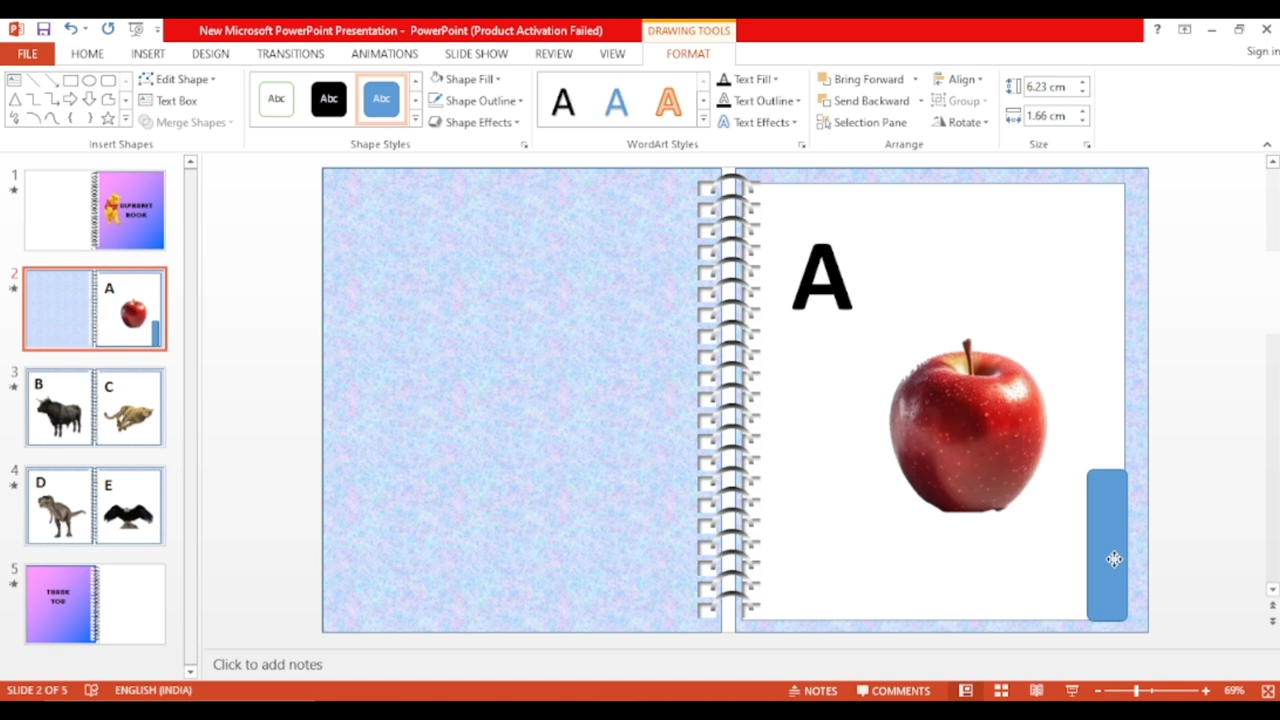 New Microsoft PowerPoint Presentation - PowerPoint (Product Activation Failed)
DRAWING TOOLS
?
FILE HOME INSERT DESIGN TRANSITIONS ANIMATIONS SLIDE SHOW REVIEW VIEW FORMAT
Sign in
Edit Shape
Text Box
Merge Shapes
Insert Shapes
Abc Abc Abc
Shape Fill
Shape Outline
Shape Effects
Shape Styles
A A A
Text Fill
Text Outline
Text Effects
WordArt Styles
Bring Forward
Send Backward
Selection Pane
Align
Group
Rotate
Arrange
6.23 cm
1.66 cm
Size
1
ALPHABET
BOOK
2
A
3
B C
4
D E
5
THANK
YOU
A
Click to add notes
SLIDE 2 OF 5 ENGLISH (INDIA) NOTES COMMENTS 69%